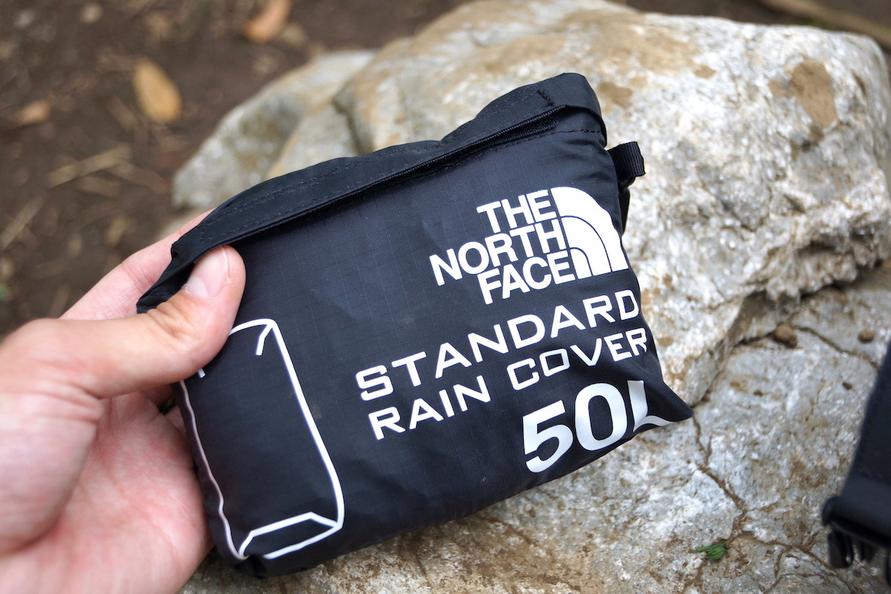 THE
NORTH
FACE
STANDARD
RAIN COVER
50L